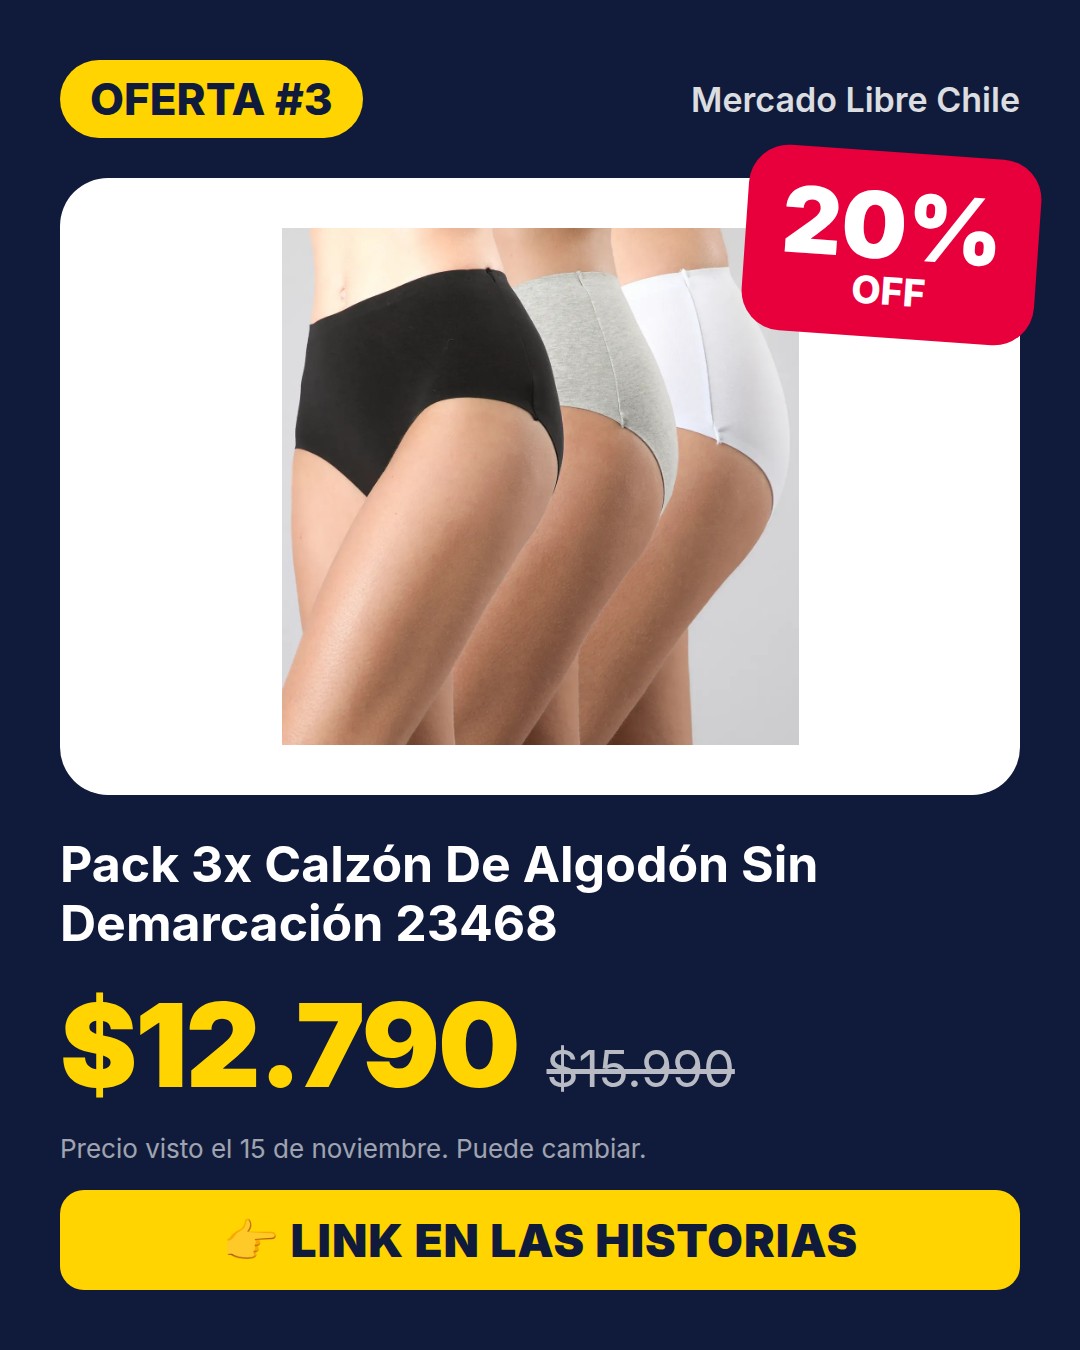 OFERTA #3
Mercado Libre Chile
20%
OFF
Pack 3x Calzón De Algodón Sin
Demarcación 23468
$12.790 $15.990
Precio visto el 15 de noviembre. Puede cambiar.
👉 LINK EN LAS HISTORIAS